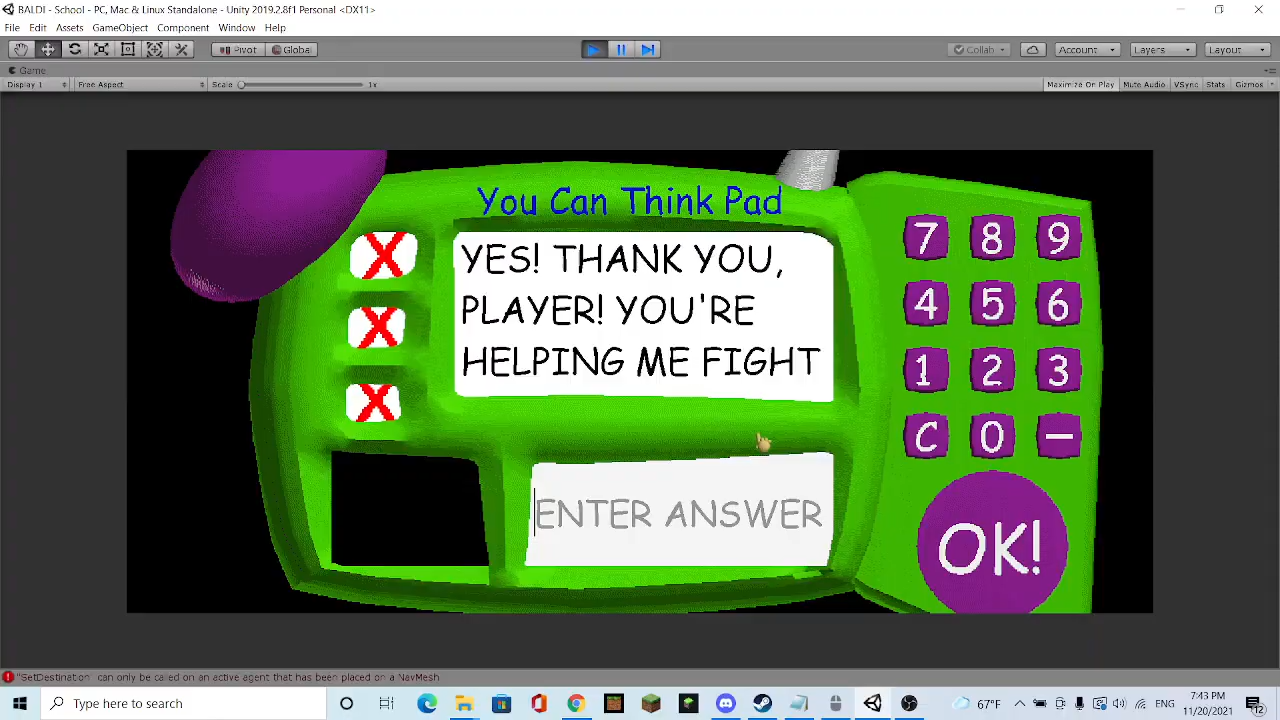 BALDI - School - PC, Mac & Linux Standalone - Unity 2019.2.8f1 Personal <DX11>
File Edit Assets GameObject Component Window Help
Pivot Global Collab Account Layers Layout
Game
Display 1 Free Aspect Scale 1x Maximize On Play Mute Audio VSync Stats Gizmos
You Can Think Pad
X
X
X
YES! THANK YOU,
PLAYER! YOU'RE
HELPING ME FIGHT
ENTER ANSWER
7 8 9
4 5 6
1 2 3
C 0 −
OK!
"SetDestination" can only be called on an active agent that has been placed on a NavMesh
Type here to search
67°F
7:43 PM
11/20/2021
12